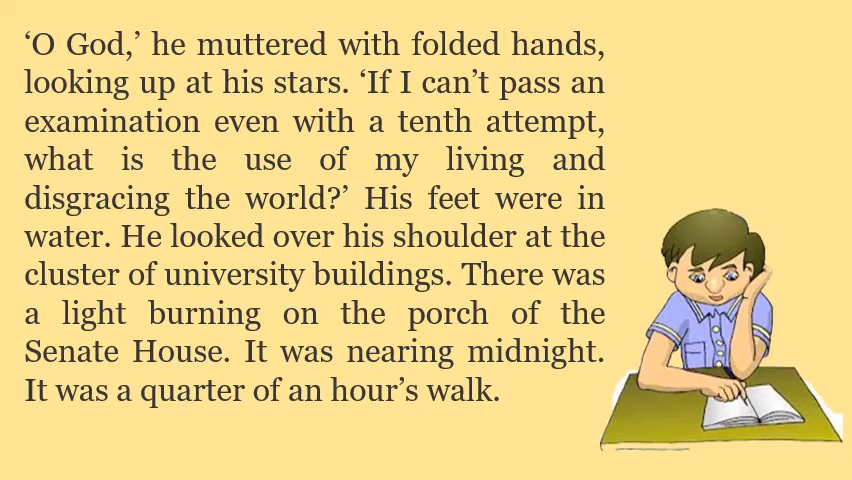 ‘O God,’ he muttered with folded hands,
looking up at his stars. ‘If I can’t pass an
examination even with a tenth attempt,
what is the use of my living and
disgracing the world?’ His feet were in
water. He looked over his shoulder at the
cluster of university buildings. There was
a light burning on the porch of the
Senate House. It was nearing midnight.
It was a quarter of an hour’s walk.